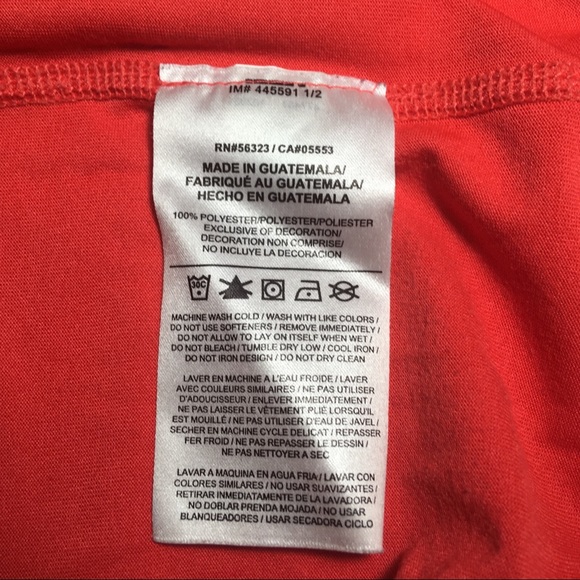 IM# 445591 1/2
RN#56323 / CA#05553
MADE IN GUATEMALA/
FABRIQUÉ AU GUATEMALA/
HECHO EN GUATEMALA
100% POLYESTER/POLYESTER/POLIESTER
EXCLUSIVE OF DECORATION/
DECORATION NON COMPRISE/
NO INCLUYE LA DECORACION
30C
MACHINE WASH COLD / WASH WITH LIKE COLORS /
DO NOT USE SOFTENERS / REMOVE IMMEDIATELY /
DO NOT ALLOW TO LAY ON ITSELF WHEN WET /
DO NOT BLEACH / TUMBLE DRY LOW / COOL IRON /
DO NOT IRON DESIGN / DO NOT DRY CLEAN
LAVER EN MACHINE A L'EAU FROIDE / LAVER
AVEC COULEURS SIMILAIRES / NE PAS UTILISER
D'ADOUCISSEUR / ENLEVER IMMEDIATEMENT /
NE PAS LAISSER LE VÊTEMENT PLIÉ LORSQU'IL
EST MOUILLÉ / NE PAS UTILISER D'EAU DE JAVEL /
SECHER EN MACHINE CYCLE DELICAT / REPASSER
FER FROID / NE PAS REPASSER LE DESSIN /
NE PAS NETTOYER A SEC
LAVAR A MAQUINA EN AGUA FRIA / LAVAR CON
COLORES SIMILARES / NO USAR SUAVIZANTES /
RETIRAR INMEDIATAMENTE DE LA LAVADORA /
NO DOBLAR PRENDA MOJADA / NO USAR
BLANQUEADORES / USAR SECADORA CICLO